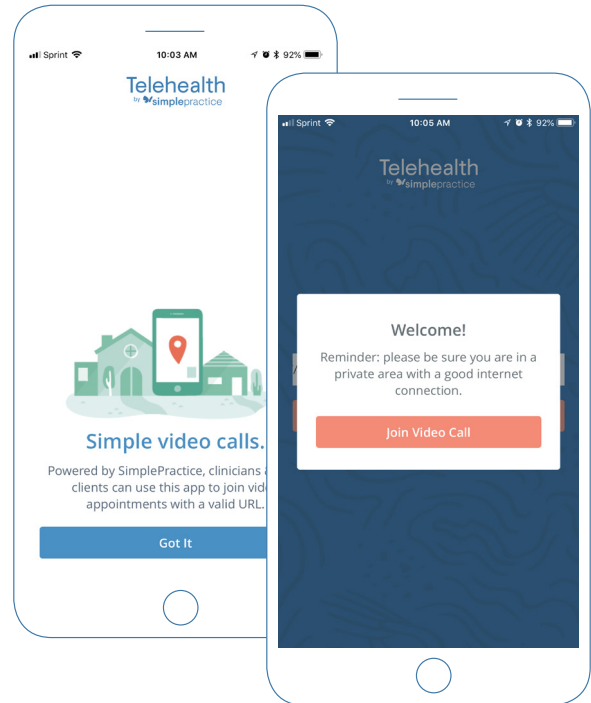 Sprint
10:03 AM
92%
Telehealth
by simplepractice
Simple video calls.
Powered by SimplePractice, clinicians
clients can use this app to join
appointments with a valid URL.
Got It
Sprint
10:05 AM
92%
Telehealth
by simplepractice
Welcome!
Reminder: please be sure you are in a
private area with a good internet
connection.
Join Video Call